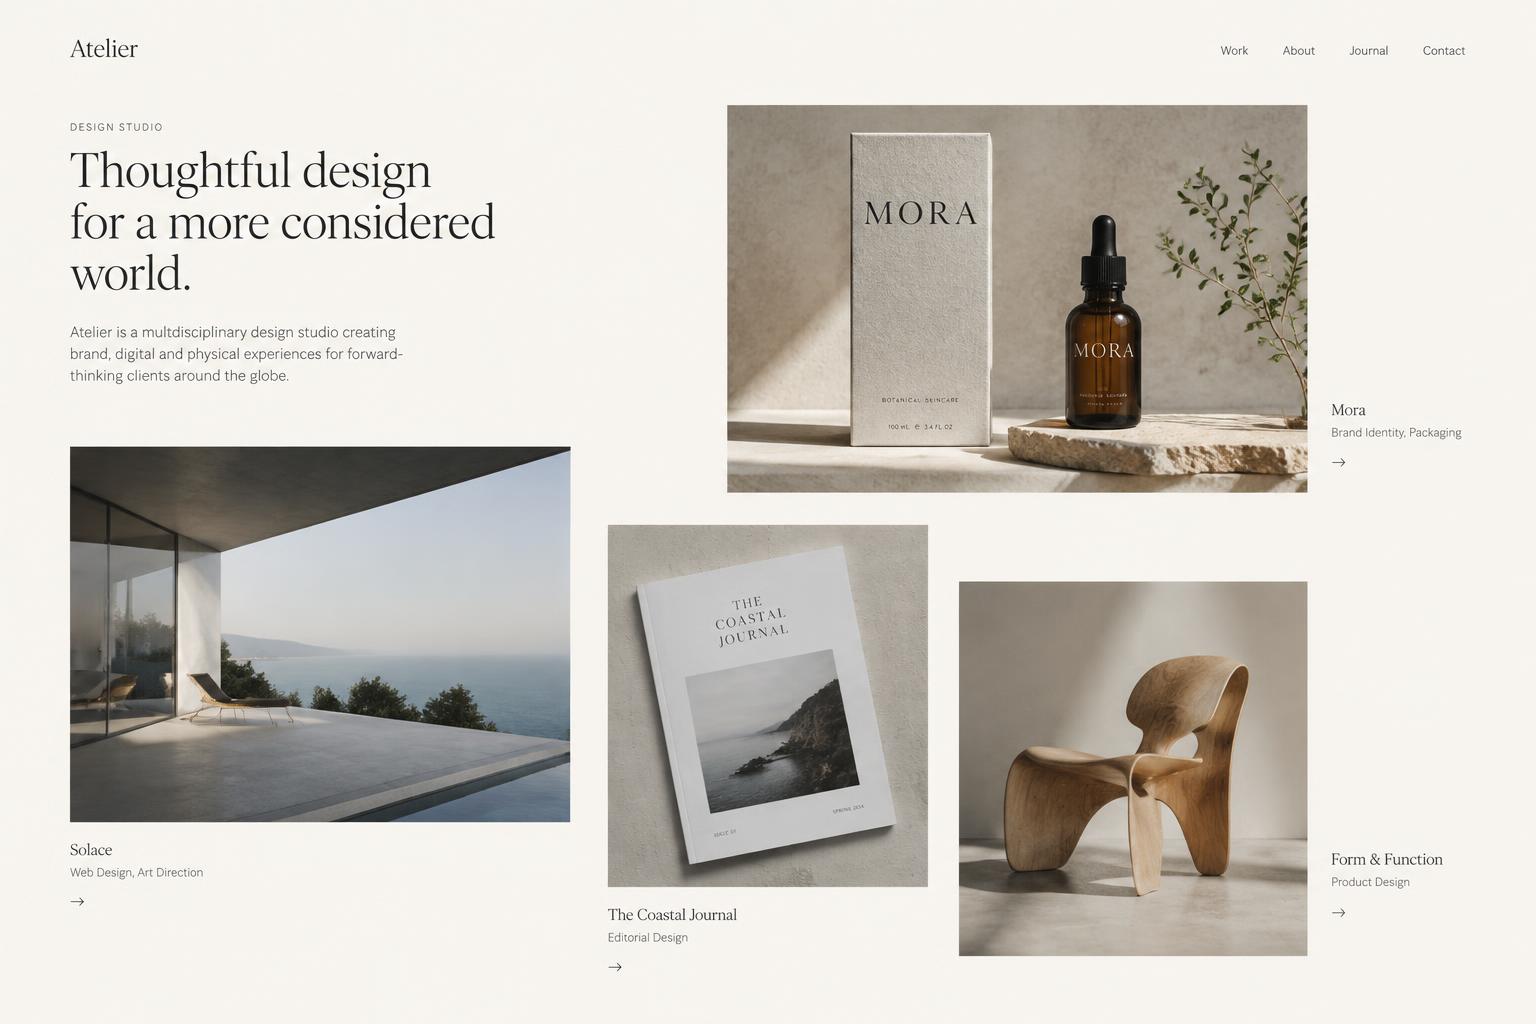 Atelier
Work
About
Journal
Contact
DESIGN STUDIO
Thoughtful design
for a more considered
world.
Atelier is a multdisciplinary design studio creating
brand, digital and physical experiences for forward-
thinking clients around the globe.
MORA
BOTANICAL SKINCARE
100 ML ℮ 3.4 FL OZ
MORA
Mora
Brand Identity, Packaging
→
Solace
Web Design, Art Direction
→
THE
COASTAL
JOURNAL
ISSUE 01
The Coastal Journal
Editorial Design
→
Form & Function
Product Design
→